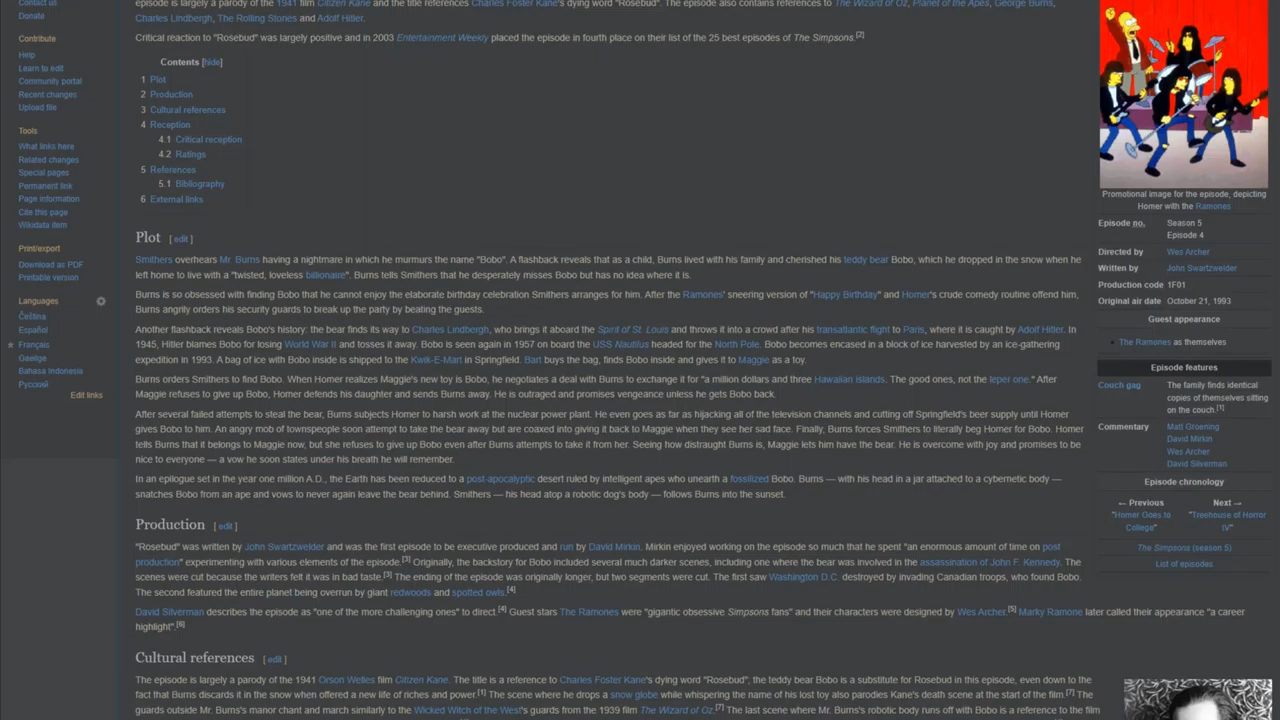 Contact us
Donate
Contribute
Help
Learn to edit
Community portal
Recent changes
Upload file
Tools
What links here
Related changes
Special pages
Permanent link
Page information
Cite this page
Wikidata item
Print/export
Download as PDF
Printable version
Languages
Čeština
Español
Français
Gaeilge
Bahasa Indonesia
Русский
Edit links
episode is largely a parody of the 1941 film Citizen Kane and the title references Charles Foster Kane's dying word "Rosebud". The episode also contains references to The Wizard of Oz, Planet of the Apes, George Burns,
Charles Lindbergh, The Rolling Stones and Adolf Hitler.
Critical reaction to "Rosebud" was largely positive and in 2003 Entertainment Weekly placed the episode in fourth place on their list of the 25 best episodes of The Simpsons.[2]
Contents [hide]
1 Plot
2 Production
3 Cultural references
4 Reception
4.1 Critical reception
4.2 Ratings
5 References
5.1 Bibliography
6 External links
Plot [ edit ]
Smithers overhears Mr. Burns having a nightmare in which he murmurs the name "Bobo". A flashback reveals that as a child, Burns lived with his family and cherished his teddy bear Bobo, which he dropped in the snow when he
left home to live with a "twisted, loveless billionaire". Burns tells Smithers that he desperately misses Bobo but has no idea where it is.
Burns is so obsessed with finding Bobo that he cannot enjoy the elaborate birthday celebration Smithers arranges for him. After the Ramones' sneering version of "Happy Birthday" and Homer's crude comedy routine offend him,
Burns angrily orders his security guards to break up the party by beating the guests.
Another flashback reveals Bobo's history: the bear finds its way to Charles Lindbergh, who brings it aboard the Spirit of St. Louis and throws it into a crowd after his transatlantic flight to Paris, where it is caught by Adolf Hitler. In
1945, Hitler blames Bobo for losing World War II and tosses it away. Bobo is seen again in 1957 on board the USS Nautilus headed for the North Pole. Bobo becomes encased in a block of ice harvested by an ice-gathering
expedition in 1993. A bag of ice with Bobo inside is shipped to the Kwik-E-Mart in Springfield. Bart buys the bag, finds Bobo inside and gives it to Maggie as a toy.
Burns orders Smithers to find Bobo. When Homer realizes Maggie's new toy is Bobo, he negotiates a deal with Burns to exchange it for "a million dollars and three Hawaiian islands. The good ones, not the leper one." After
Maggie refuses to give up Bobo, Homer defends his daughter and sends Burns away. He is outraged and promises vengeance unless he gets Bobo back.
After several failed attempts to steal the bear, Burns subjects Homer to harsh work at the nuclear power plant. He even goes as far as hijacking all of the television channels and cutting off Springfield's beer supply until Homer
gives Bobo to him. An angry mob of townspeople soon attempt to take the bear away but are coaxed into giving it back to Maggie when they see her sad face. Finally, Burns forces Smithers to literally beg Homer for Bobo. Homer
tells Burns that it belongs to Maggie now, but she refuses to give up Bobo even after Burns attempts to take it from her. Seeing how distraught Burns is, Maggie lets him have the bear. He is overcome with joy and promises to be
nice to everyone — a vow he soon states under his breath he will remember.
In an epilogue set in the year one million A.D., the Earth has been reduced to a post-apocalyptic desert ruled by intelligent apes who unearth a fossilized Bobo. Burns — with his head in a jar attached to a cybernetic body —
snatches Bobo from an ape and vows to never again leave the bear behind. Smithers — his head atop a robotic dog's body — follows Burns into the sunset.
Production [ edit ]
"Rosebud" was written by John Swartzwelder and was the first episode to be executive produced and run by David Mirkin. Mirkin enjoyed working on the episode so much that he spent "an enormous amount of time on post
production" experimenting with various elements of the episode.[3] Originally, the backstory for Bobo included several much darker scenes, including one where the bear was involved in the assassination of John F. Kennedy. The
scenes were cut because the writers felt it was in bad taste.[3] The ending of the episode was originally longer, but two segments were cut. The first saw Washington D.C. destroyed by invading Canadian troops, who found Bobo.
The second featured the entire planet being overrun by giant redwoods and spotted owls.[4]
David Silverman describes the episode as "one of the more challenging ones" to direct.[4] Guest stars The Ramones were "gigantic obsessive Simpsons fans" and their characters were designed by Wes Archer.[5] Marky Ramone later called their appearance "a career
highlight".[6]
Cultural references [ edit ]
The episode is largely a parody of the 1941 Orson Welles film Citizen Kane. The title is a reference to Charles Foster Kane's dying word "Rosebud", the teddy bear Bobo is a substitute for Rosebud in this episode, even down to the
fact that Burns discards it in the snow when offered a new life of riches and power.[1] The scene where he drops a snow globe while whispering the name of his lost toy also parodies Kane's death scene at the start of the film.[7] The
guards outside Mr. Burns's manor chant and march similarly to the Wicked Witch of the West's guards from the 1939 film The Wizard of Oz.[7] The last scene where Mr. Burns's robotic body runs off with Bobo is a reference to the film
Promotional image for the episode, depicting
Homer with the Ramones
Episode no. Season 5
Episode 4
Directed by Wes Archer
Written by John Swartzwelder
Production code 1F01
Original air date October 21, 1993
Guest appearance
The Ramones as themselves
Episode features
Couch gag The family finds identical
copies of themselves sitting
on the couch.[1]
Commentary Matt Groening
David Mirkin
Wes Archer
David Silverman
Episode chronology
← Previous Next →
"Homer Goes to "Treehouse of Horror
College" IV"
The Simpsons (season 5)
List of episodes